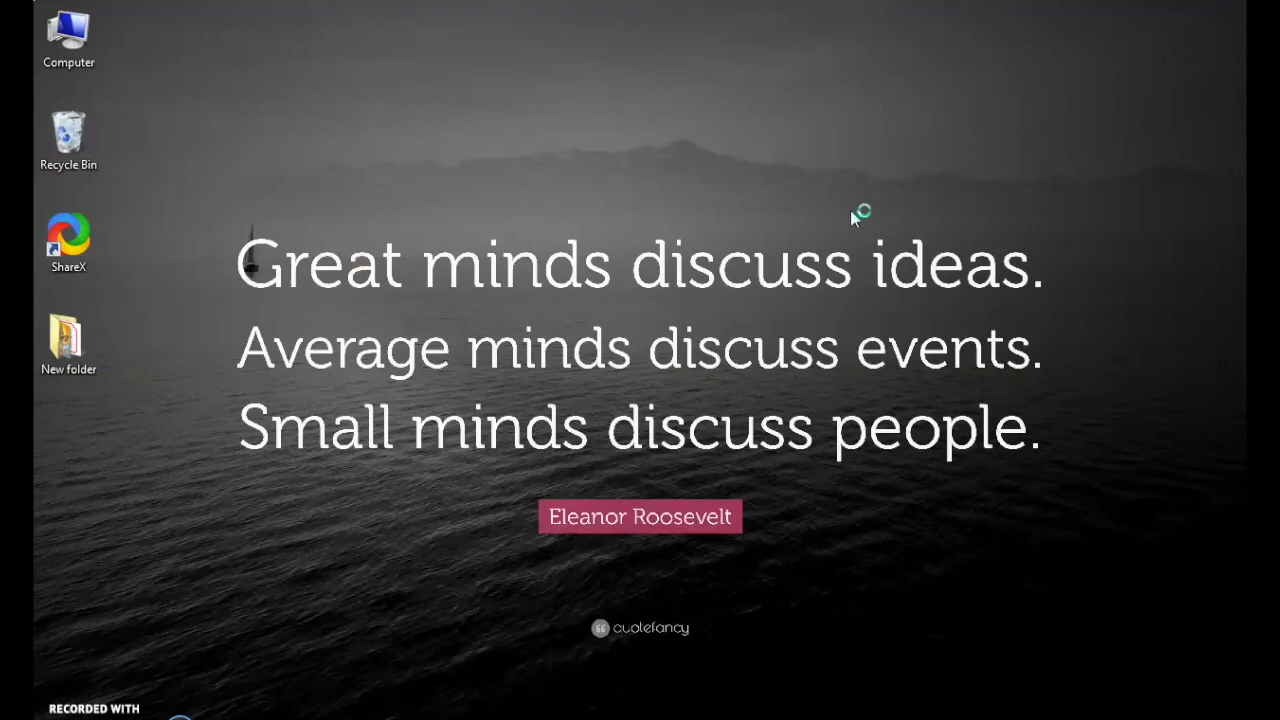 Computer
Recycle Bin
ShareX
New folder
Great minds discuss ideas.
Average minds discuss events.
Small minds discuss people.
Eleanor Roosevelt
quotefancy
RECORDED WITH